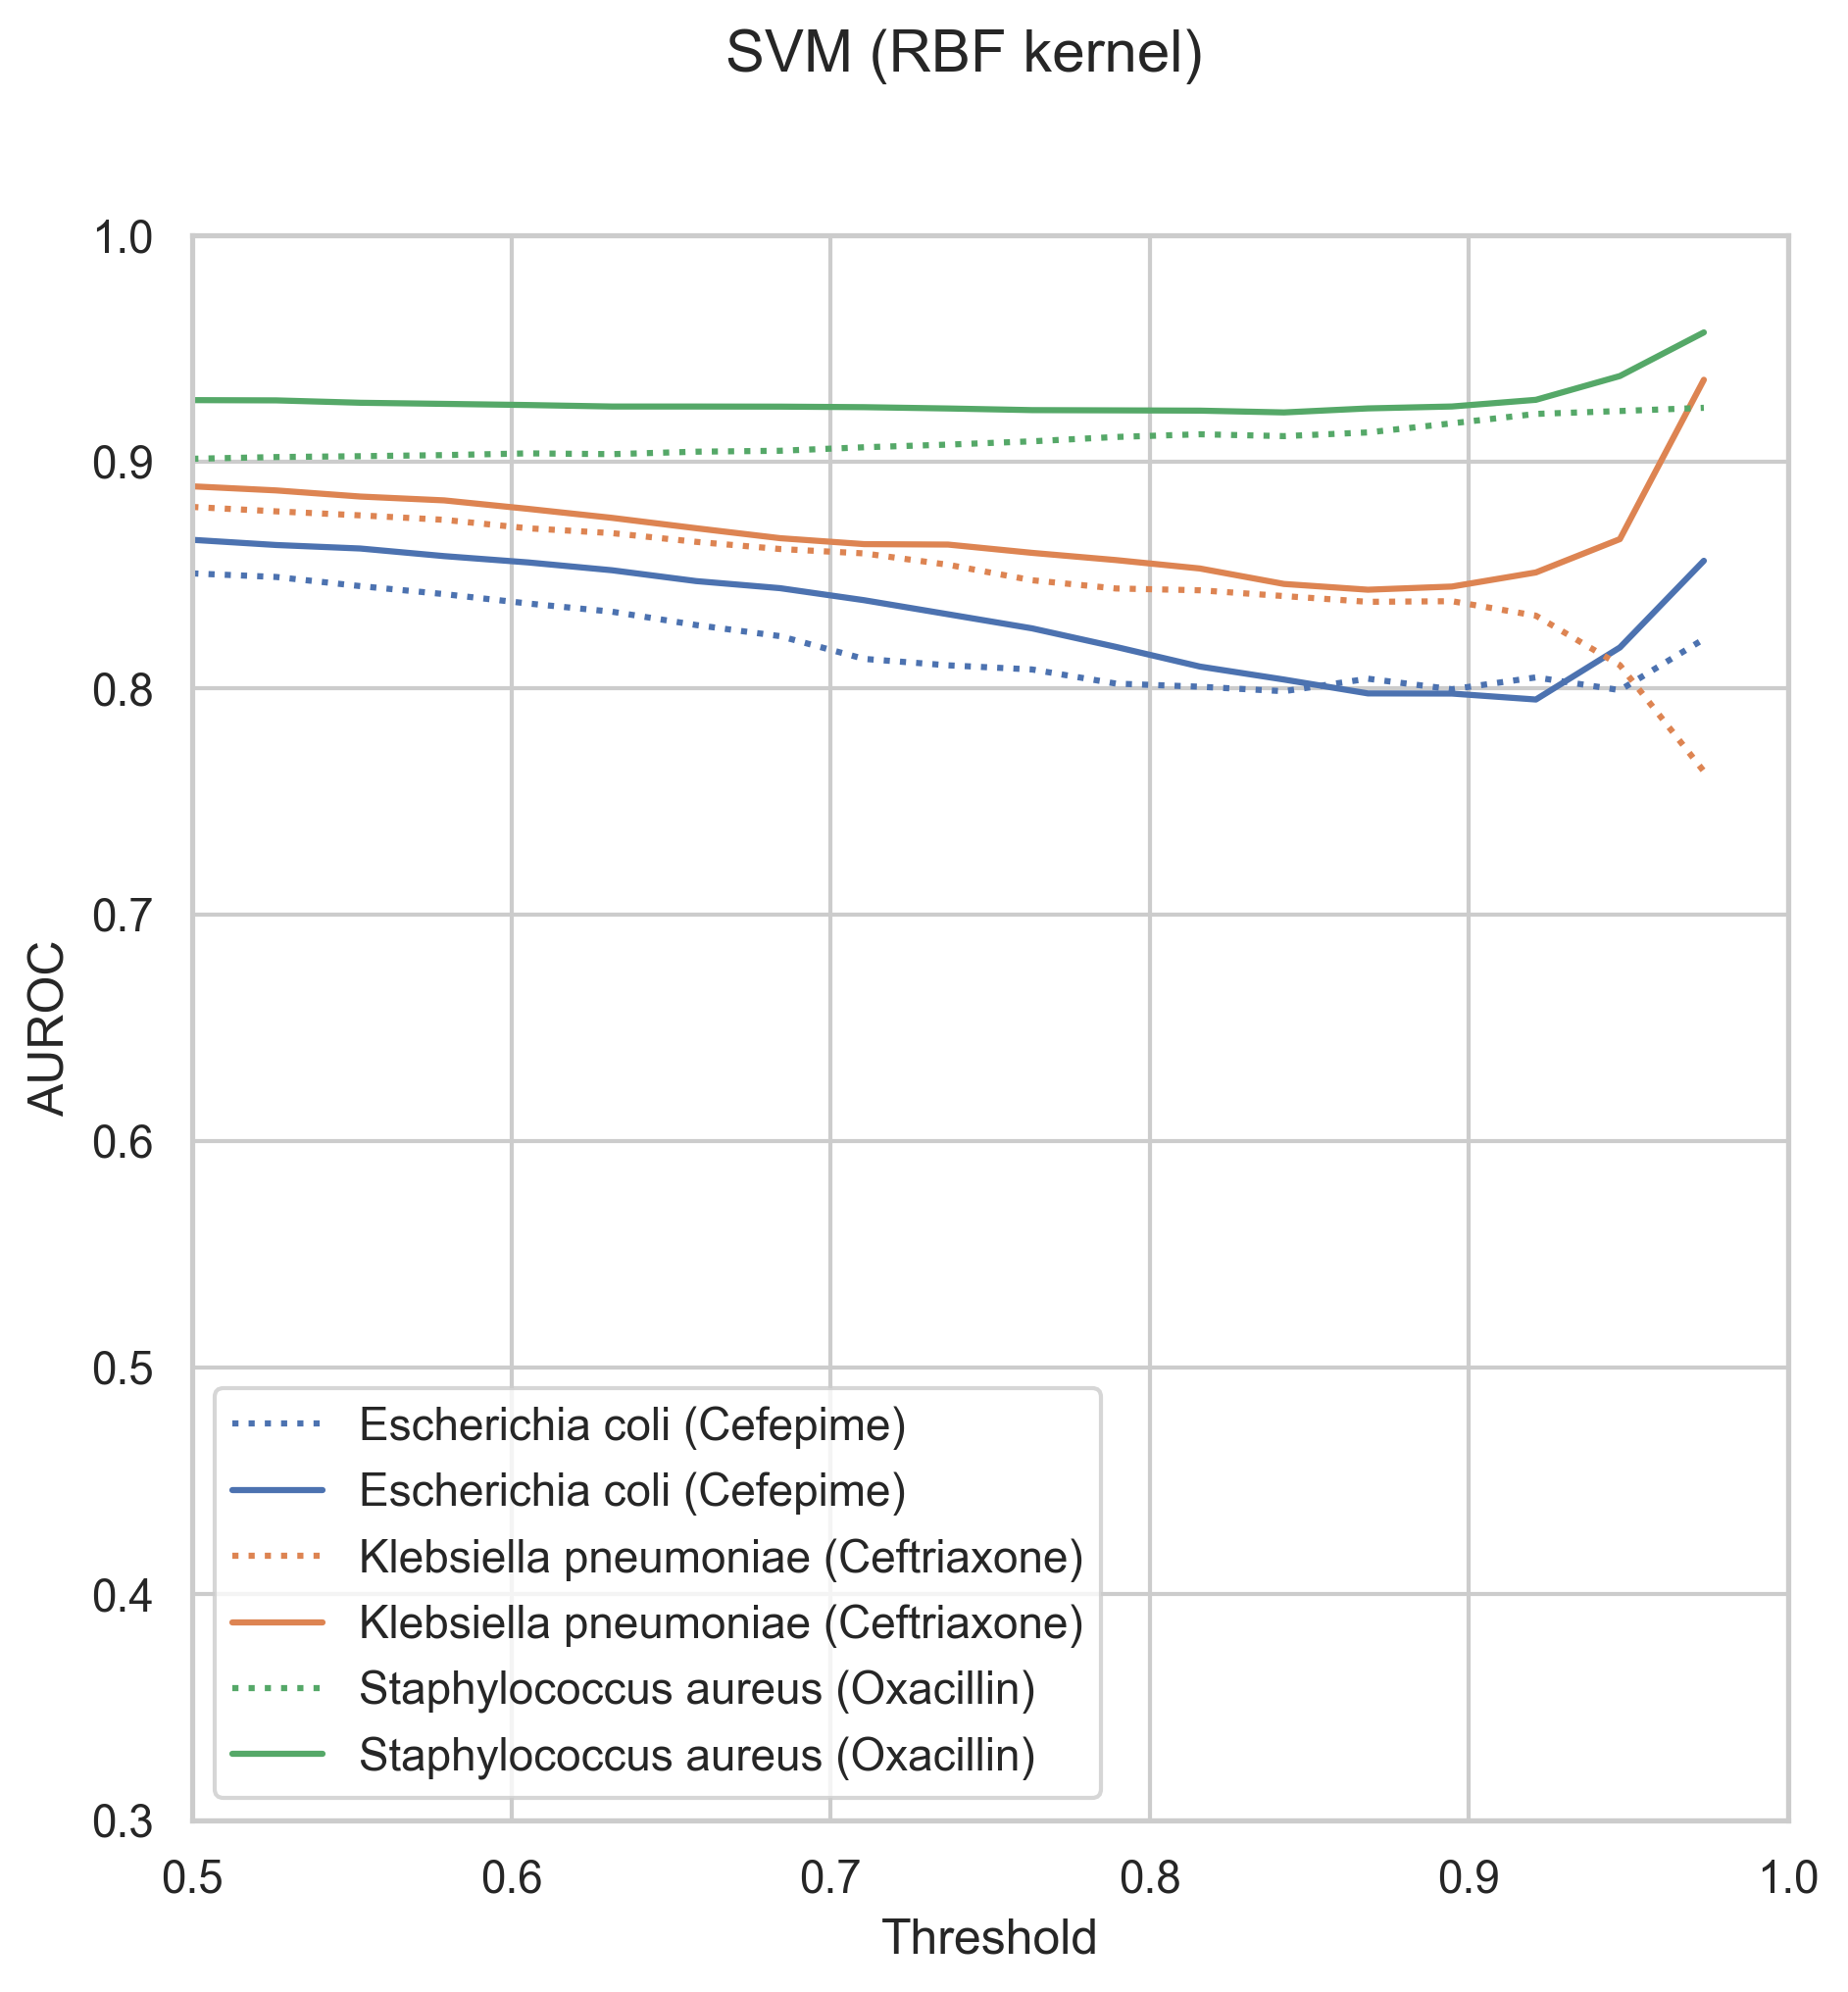 SVM (RBF kernel)
1.0
0.9
0.8
0.7
0.6
0.5
0.4
0.3
AUROC
Escherichia coli (Cefepime)
Escherichia coli (Cefepime)
Klebsiella pneumoniae (Ceftriaxone)
Klebsiella pneumoniae (Ceftriaxone)
Staphylococcus aureus (Oxacillin)
Staphylococcus aureus (Oxacillin)
0.5 0.6 0.7 0.8 0.9 1.0
Threshold